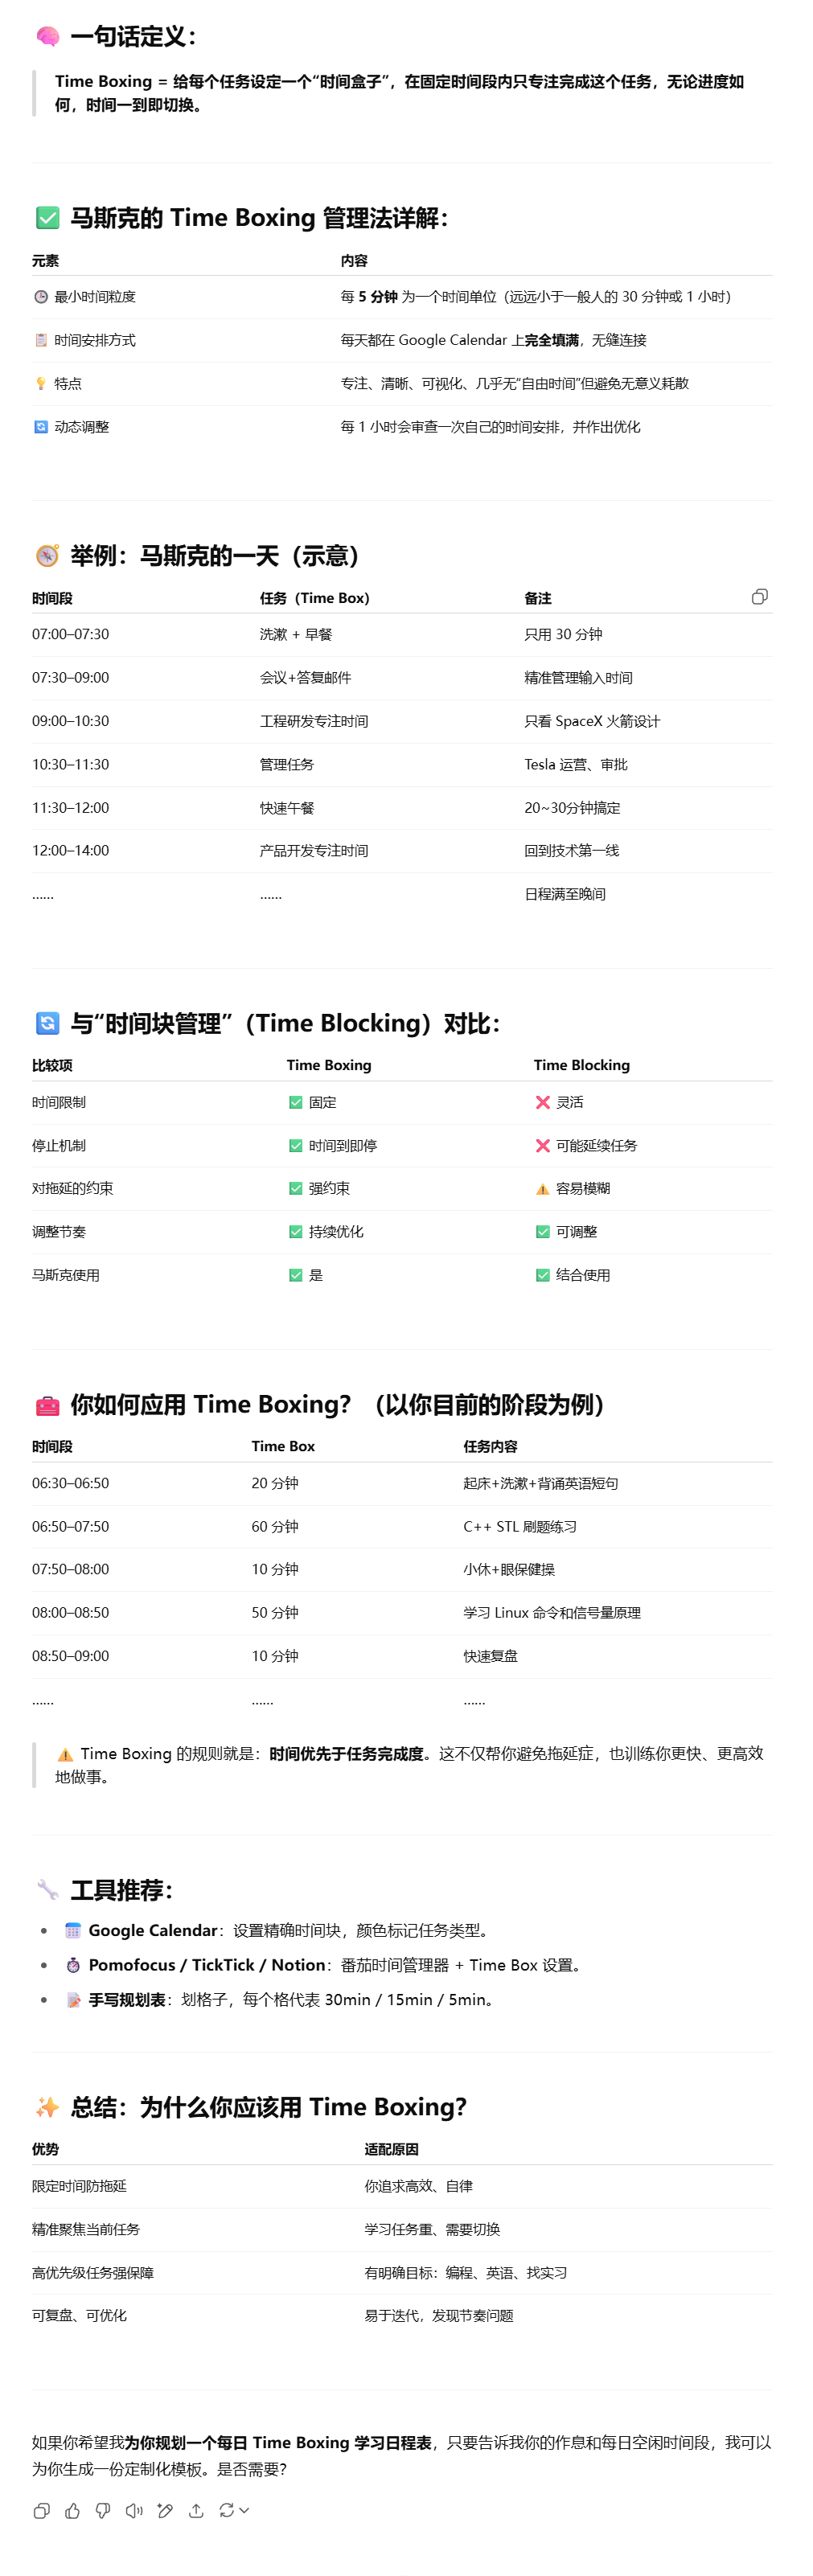 🧠 一句话定义：
Time Boxing = 给每个任务设定一个“时间盒子”，在固定时间段内只专注完成这个任务，无论进度如
何，时间一到即切换。
✅ 马斯克的 Time Boxing 管理法详解：
元素 内容
🕒 最小时间粒度 每 5 分钟 为一个时间单位（远远小于一般人的 30 分钟或 1 小时）
📋 时间安排方式 每天都在 Google Calendar 上完全填满，无缝连接
💡 特点 专注、清晰、可视化、几乎无“自由时间”但避免无意义耗散
🔄 动态调整 每 1 小时会审查一次自己的时间安排，并作出优化
🧭 举例：马斯克的一天（示意）
时间段 任务（Time Box） 备注
07:00–07:30 洗漱 + 早餐 只用 30 分钟
07:30–09:00 会议+答复邮件 精准管理输入时间
09:00–10:30 工程研发专注时间 只看 SpaceX 火箭设计
10:30–11:30 管理任务 Tesla 运营、审批
11:30–12:00 快速午餐 20~30分钟搞定
12:00–14:00 产品开发专注时间 回到技术第一线
…… …… 日程满至晚间
🔄 与“时间块管理”（Time Blocking）对比：
比较项 Time Boxing Time Blocking
时间限制 ✅ 固定 ❌ 灵活
停止机制 ✅ 时间到即停 ❌ 可能延续任务
对拖延的约束 ✅ 强约束 ⚠️ 容易模糊
调整节奏 ✅ 持续优化 ✅ 可调整
马斯克使用 ✅ 是 ✅ 结合使用
🧰 你如何应用 Time Boxing？（以你目前的阶段为例）
时间段 Time Box 任务内容
06:30–06:50 20 分钟 起床+洗漱+背诵英语短句
06:50–07:50 60 分钟 C++ STL 刷题练习
07:50–08:00 10 分钟 小休+眼保健操
08:00–08:50 50 分钟 学习 Linux 命令和信号量原理
08:50–09:00 10 分钟 快速复盘
…… …… ……
⚠️ Time Boxing 的规则就是：时间优先于任务完成度。这不仅帮你避免拖延症，也训练你更快、更高效
地做事。
🔧 工具推荐：
• 🗓️ Google Calendar：设置精确时间块，颜色标记任务类型。
• ⏱️ Pomofocus / TickTick / Notion：番茄时间管理器 + Time Box 设置。
• 📝 手写规划表：划格子，每个格代表 30min / 15min / 5min。
✨ 总结：为什么你应该用 Time Boxing？
优势 适配原因
限定时间防拖延 你追求高效、自律
精准聚焦当前任务 学习任务重、需要切换
高优先级任务强保障 有明确目标：编程、英语、找实习
可复盘、可优化 易于迭代，发现节奏问题
如果你希望我为你规划一个每日 Time Boxing 学习日程表，只要告诉我你的作息和每日空闲时间段，我可以
为你生成一份定制化模板。是否需要？